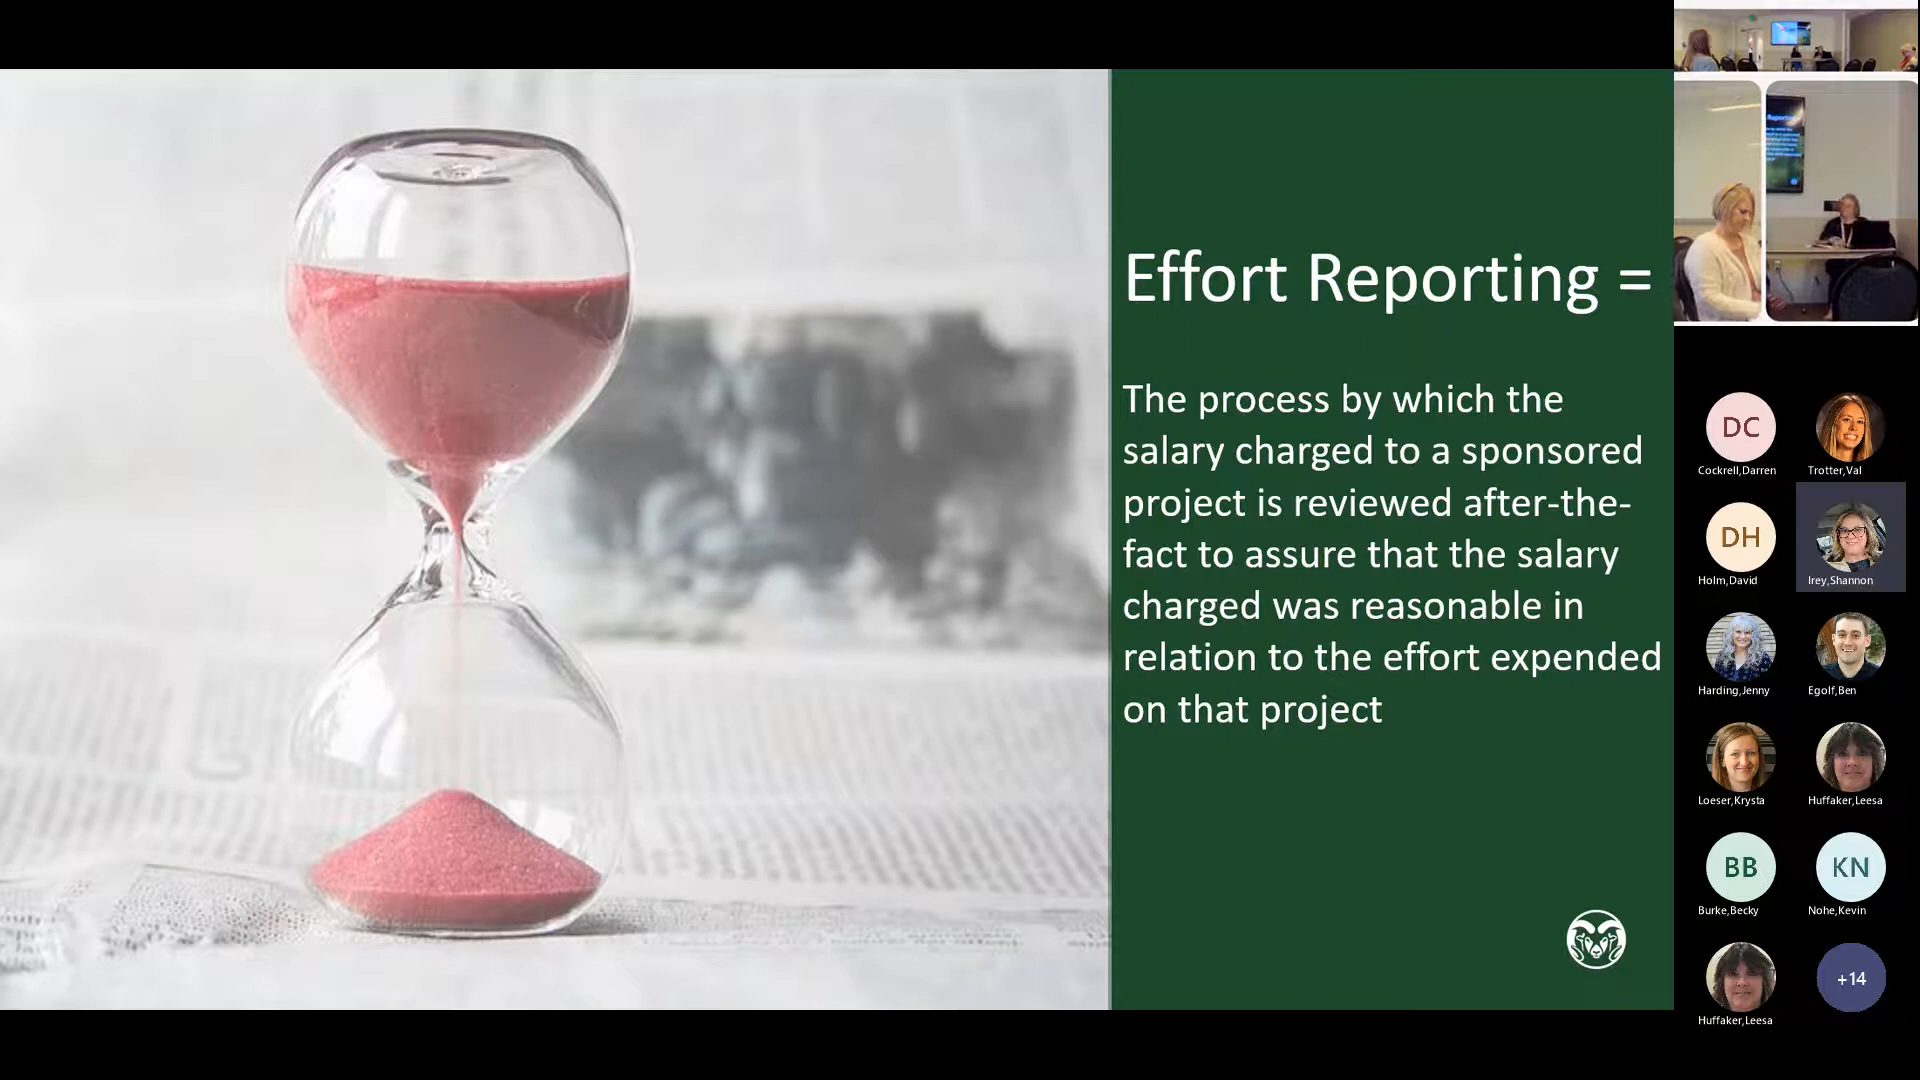 Effort Reporting =
The process by which the
salary charged to a sponsored
project is reviewed after-the-
fact to assure that the salary
charged was reasonable in
relation to the effort expended
on that project
DC
Cockrell,Darren
Trotter,Val
DH
Holm,David
Irey,Shannon
Harding,Jenny
Egolf,Ben
Loeser,Krysta
Huffaker,Leesa
BB
Burke,Becky
KN
Nohe,Kevin
Huffaker,Leesa
+14